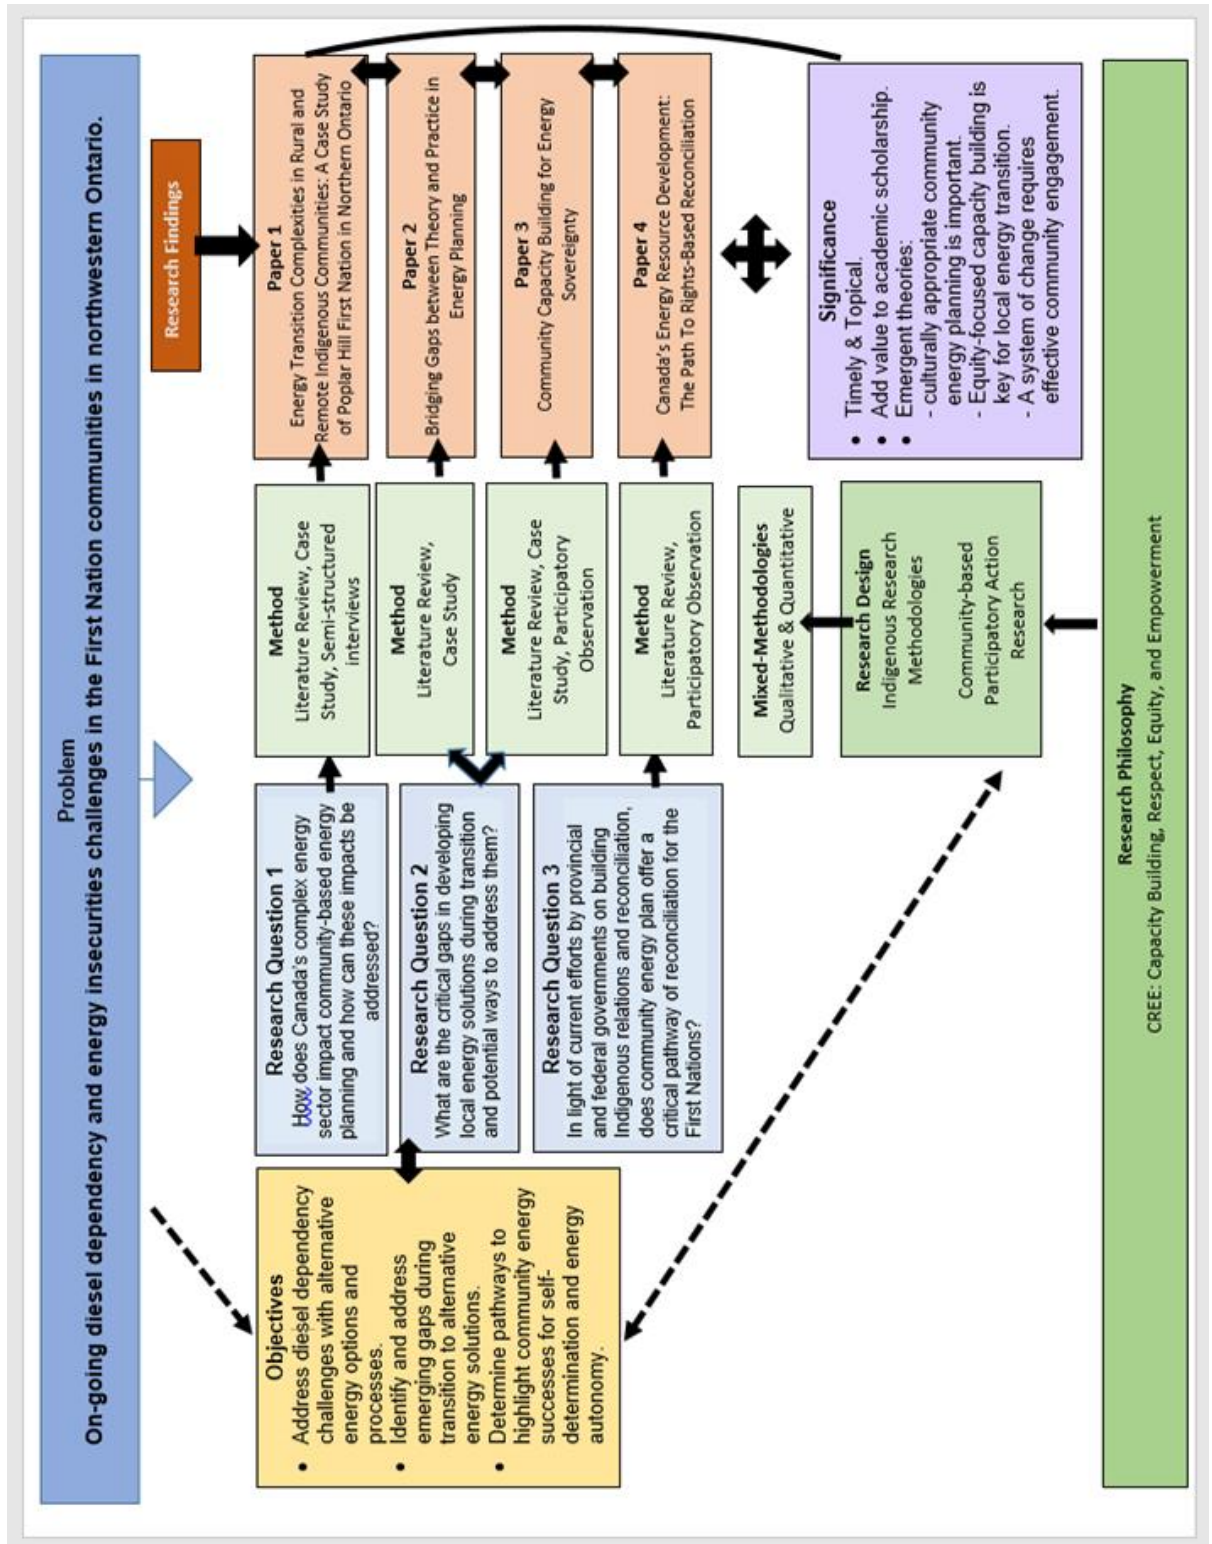 Problem
On-going diesel dependency and energy insecurities challenges in the First Nation communities in northwestern Ontario.
Objectives
• Address diesel dependency
challenges with alternative
energy options and
processes.
• Identify and address
emerging gaps during
transition to alternative
energy solutions.
• Determine pathways to
highlight community energy
successes for self-
determination and energy
autonomy.
Research Question 1
How does Canada's complex energy
sector impact community-based energy
planning and how can these impacts be
addressed?
Research Question 2
What are the critical gaps in developing
local energy solutions during transition
and potential ways to address them?
Research Question 3
In light of current efforts by provincial
and federal governments on building
Indigenous relations and reconciliation,
does community energy plan offer a
critical pathway of reconciliation for the
First Nations?
Method
Literature Review, Case
Study, Semi-structured
interviews
Method
Literature Review,
Case Study
Method
Literature Review, Case
Study, Participatory
Observation
Method
Literature Review,
Participatory Observation
Mixed-Methodologies
Qualitative & Quantitative
Research Design
Indigenous Research
Methodologies
Community-based
Participatory Action
Research
Research Findings
Paper 1
Energy Transition Complexities in Rural and
Remote Indigenous Communities: A Case Study
of Poplar Hill First Nation in Northern Ontario
Paper 2
Bridging Gaps between Theory and Practice in
Energy Planning
Paper 3
Community Capacity Building for Energy
Sovereignty
Paper 4
Canada's Energy Resource Development:
The Path To Rights-Based Reconciliation
Significance
• Timely & Topical.
• Add value to academic scholarship.
• Emergent theories:
- culturally appropriate community
energy planning is important.
- Equity-focused capacity building is
key for local energy transition.
- A system of change requires
effective community engagement.
Research Philosophy
CREE: Capacity Building, Respect, Equity, and Empowerment